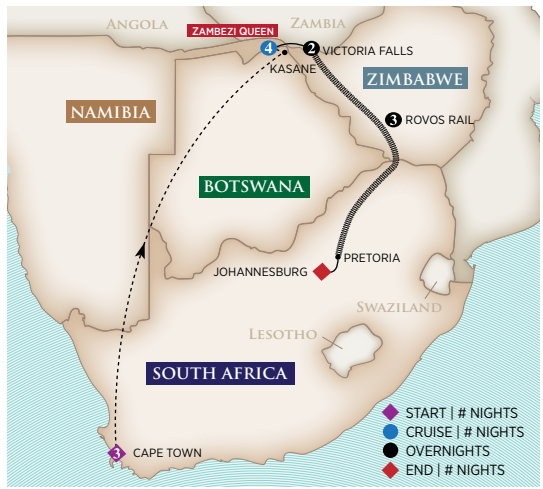 ANGOLA
ZAMBIA
ZAMBEZI QUEEN
4
2 VICTORIA FALLS
KASANE
ZIMBABWE
NAMIBIA
3 ROVOS RAIL
BOTSWANA
PRETORIA
JOHANNESBURG
SWAZILAND
LESOTHO
SOUTH AFRICA
START | # NIGHTS
CRUISE | # NIGHTS
OVERNIGHTS
END | # NIGHTS
3 CAPE TOWN